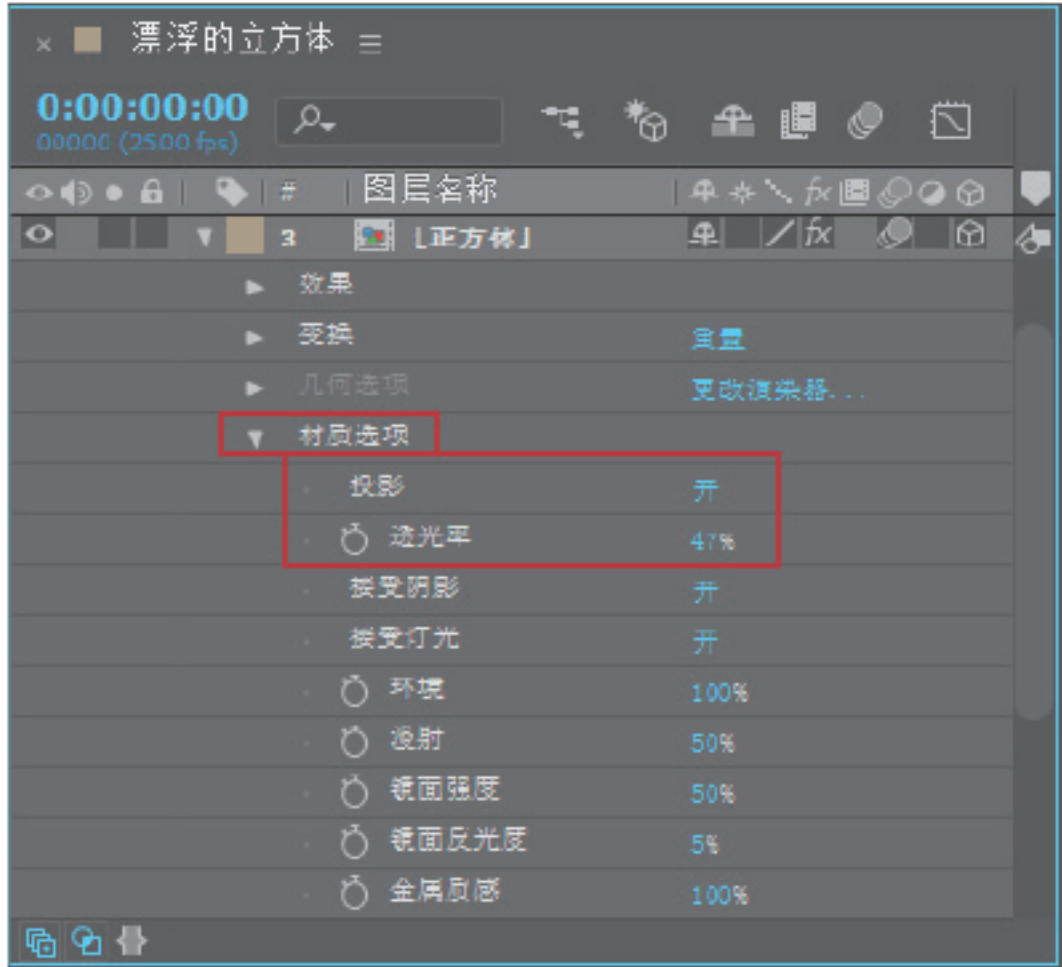 × 漂浮的立方体 ≡
0:00:00:00
00000 (25.00 fps)
# 图层名称
3 [正方体]
效果
变换 重置
几何选项 更改渲染器...
材质选项
投影 开
透光率 47%
接受阴影 开
接受灯光 开
环境 100%
漫射 50%
镜面强度 50%
镜面反光度 5%
金属质感 100%